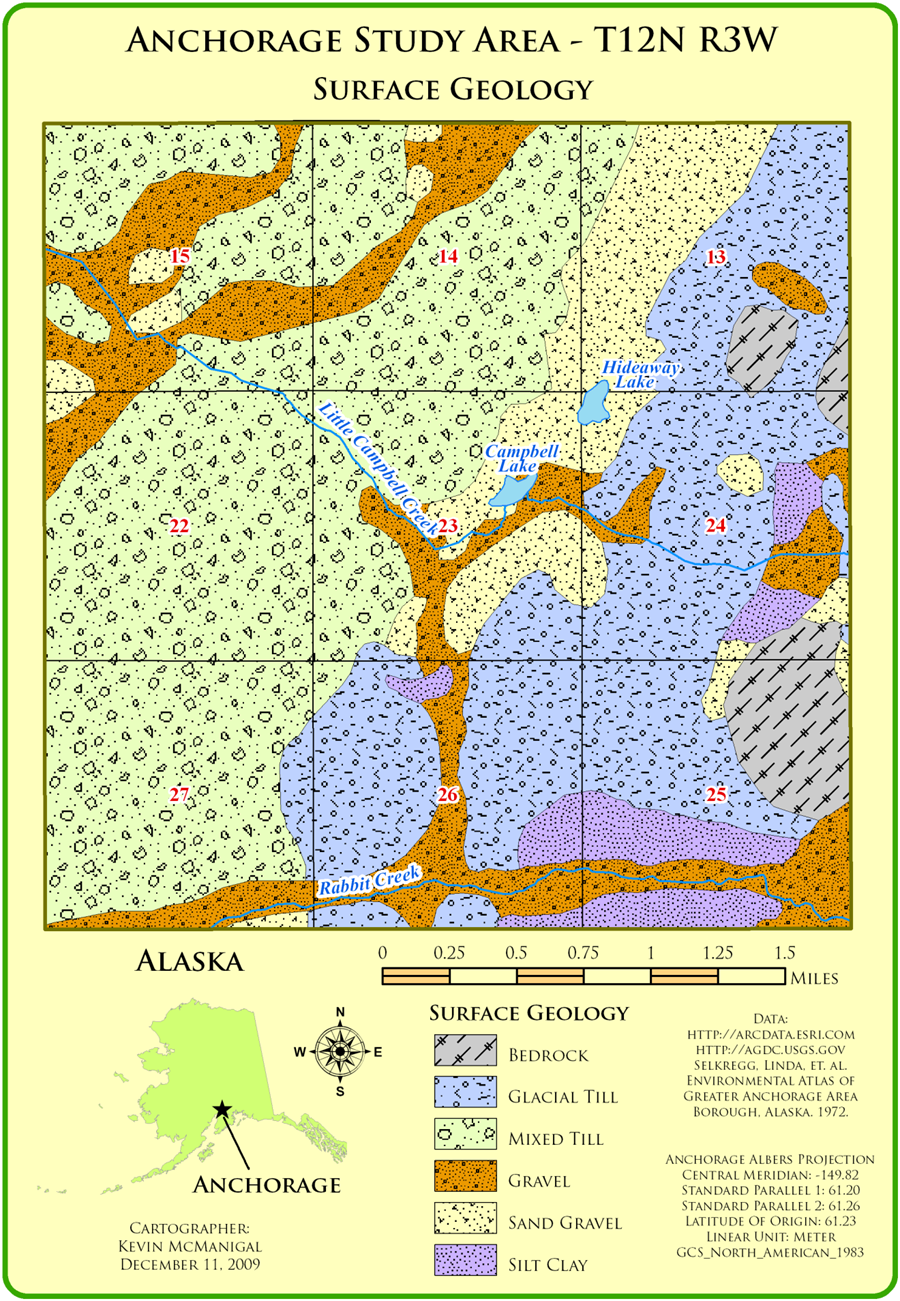 Anchorage Study Area - T12N R3W
Surface Geology
15
14
13
Hideaway
Lake
Little Campbell Creek
Campbell
Lake
22
23
24
27
26
25
Rabbit Creek
Alaska
0 0.25 0.5 0.75 1 1.25 1.5
Miles
N
W E
S
Anchorage
Cartographer:
Kevin McManigal
December 11, 2009
Surface Geology
Bedrock
Glacial Till
Mixed Till
Gravel
Sand Gravel
Silt Clay
Data:
http://arcdata.esri.com
http://agdc.usgs.gov
Selkregg, Linda, et. al.
Environmental Atlas of
Greater Anchorage Area
Borough, Alaska. 1972.
Anchorage Albers Projection
Central Meridian: -149.82
Standard Parallel 1: 61.20
Standard Parallel 2: 61.26
Latitude Of Origin: 61.23
Linear Unit: Meter
GCS_North_American_1983